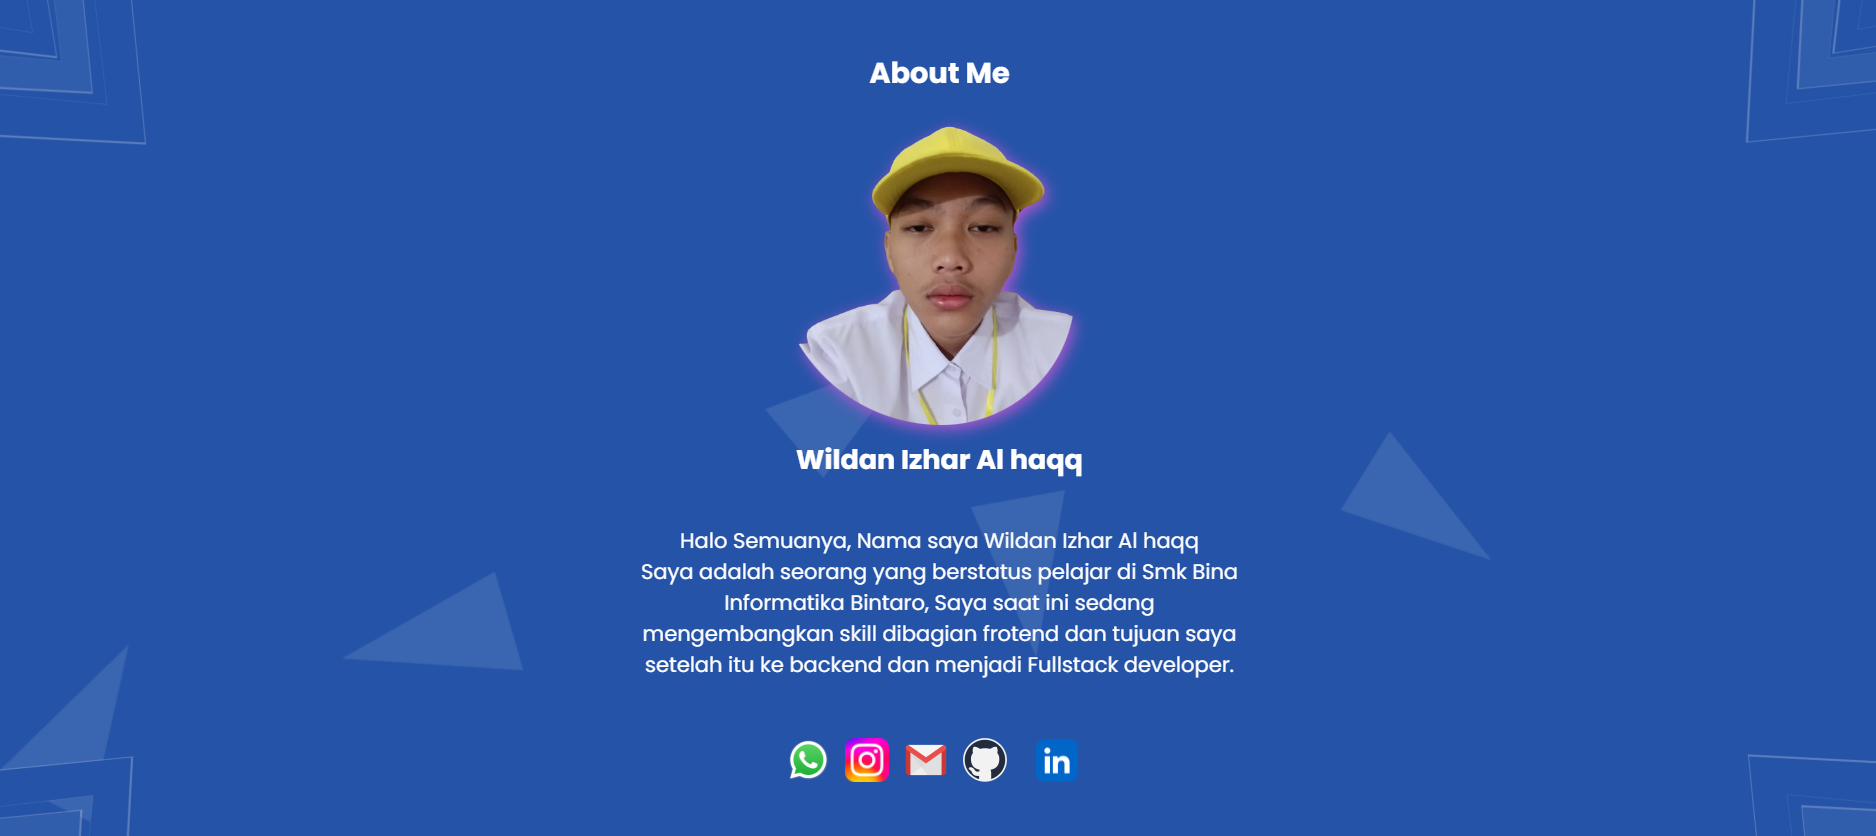 About Me
Wildan Izhar Al haqq
Halo Semuanya, Nama saya Wildan Izhar Al haqq
Saya adalah seorang yang berstatus pelajar di Smk Bina
Informatika Bintaro, Saya saat ini sedang
mengembangkan skill dibagian frotend dan tujuan saya
setelah itu ke backend dan menjadi Fullstack developer.
in